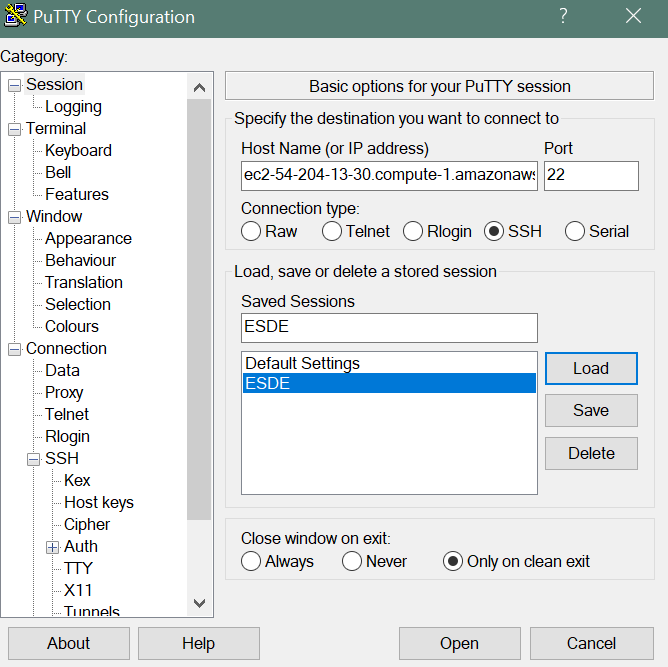 PuTTY Configuration
?
Category:
Session
Logging
Terminal
Keyboard
Bell
Features
Window
Appearance
Behaviour
Translation
Selection
Colours
Connection
Data
Proxy
Telnet
Rlogin
SSH
Kex
Host keys
Cipher
Auth
TTY
X11
Tunnels
Basic options for your PuTTY session
Specify the destination you want to connect to
Host Name (or IP address) Port
ec2-54-204-13-30.compute-1.amazonaws 22
Connection type:
Raw Telnet Rlogin SSH Serial
Load, save or delete a stored session
Saved Sessions
ESDE
Default Settings
ESDE
Load
Save
Delete
Close window on exit:
Always Never Only on clean exit
About Help Open Cancel